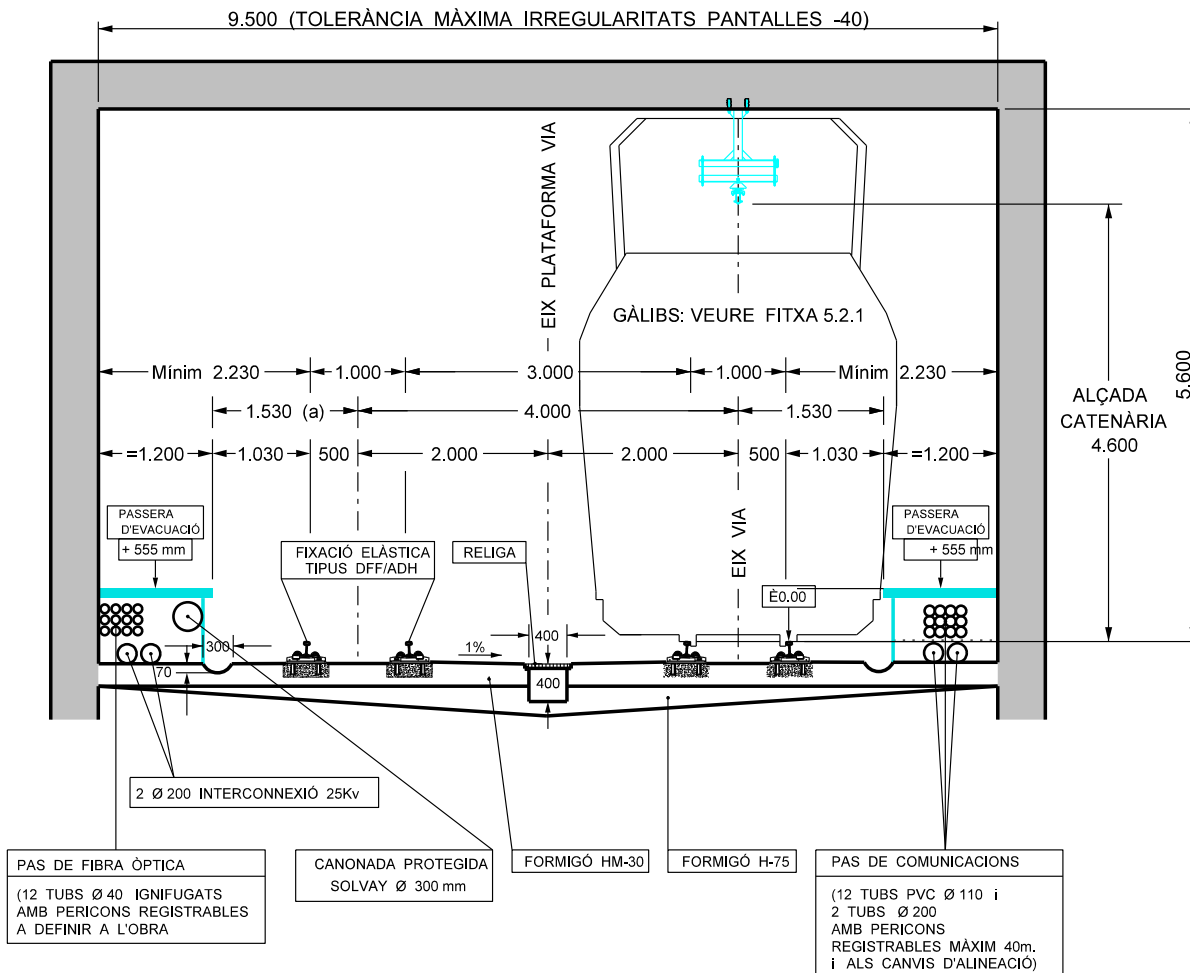 9.500 (TOLERÀNCIA MÀXIMA IRREGULARITATS PANTALLES -40)
EIX PLATAFORMA VIA
GÀLIBS: VEURE FITXA 5.2.1
5.600
Mínim 2.230
1.000
3.000
1.000
Mínim 2.230
ALÇADA
CATENÀRIA
4.600
1.530 (a)
4.000
1.530
=1.200
1.030
500
2.000
2.000
500
1.030
=1.200
EIX VIA
PASSERA
D'EVACUACIÓ
+ 555 mm
FIXACIÓ ELÀSTICA
TIPUS DFF/ADH
RELIGA
PASSERA
D'EVACUACIÓ
+ 555 mm
È0.00
300
400
1%
70
400
2 Ø 200 INTERCONNEXIÓ 25Kv
PAS DE FIBRA ÒPTICA
(12 TUBS Ø 40 IGNIFUGATS
AMB PERICONS REGISTRABLES
A DEFINIR A L'OBRA
CANONADA PROTEGIDA
SOLVAY Ø 300 mm
FORMIGÓ HM-30
FORMIGÓ H-75
PAS DE COMUNICACIONS
(12 TUBS PVC Ø 110 i
2 TUBS Ø 200
AMB PERICONS
REGISTRABLES MÀXIM 40m.
i ALS CANVIS D'ALINEACIÓ)